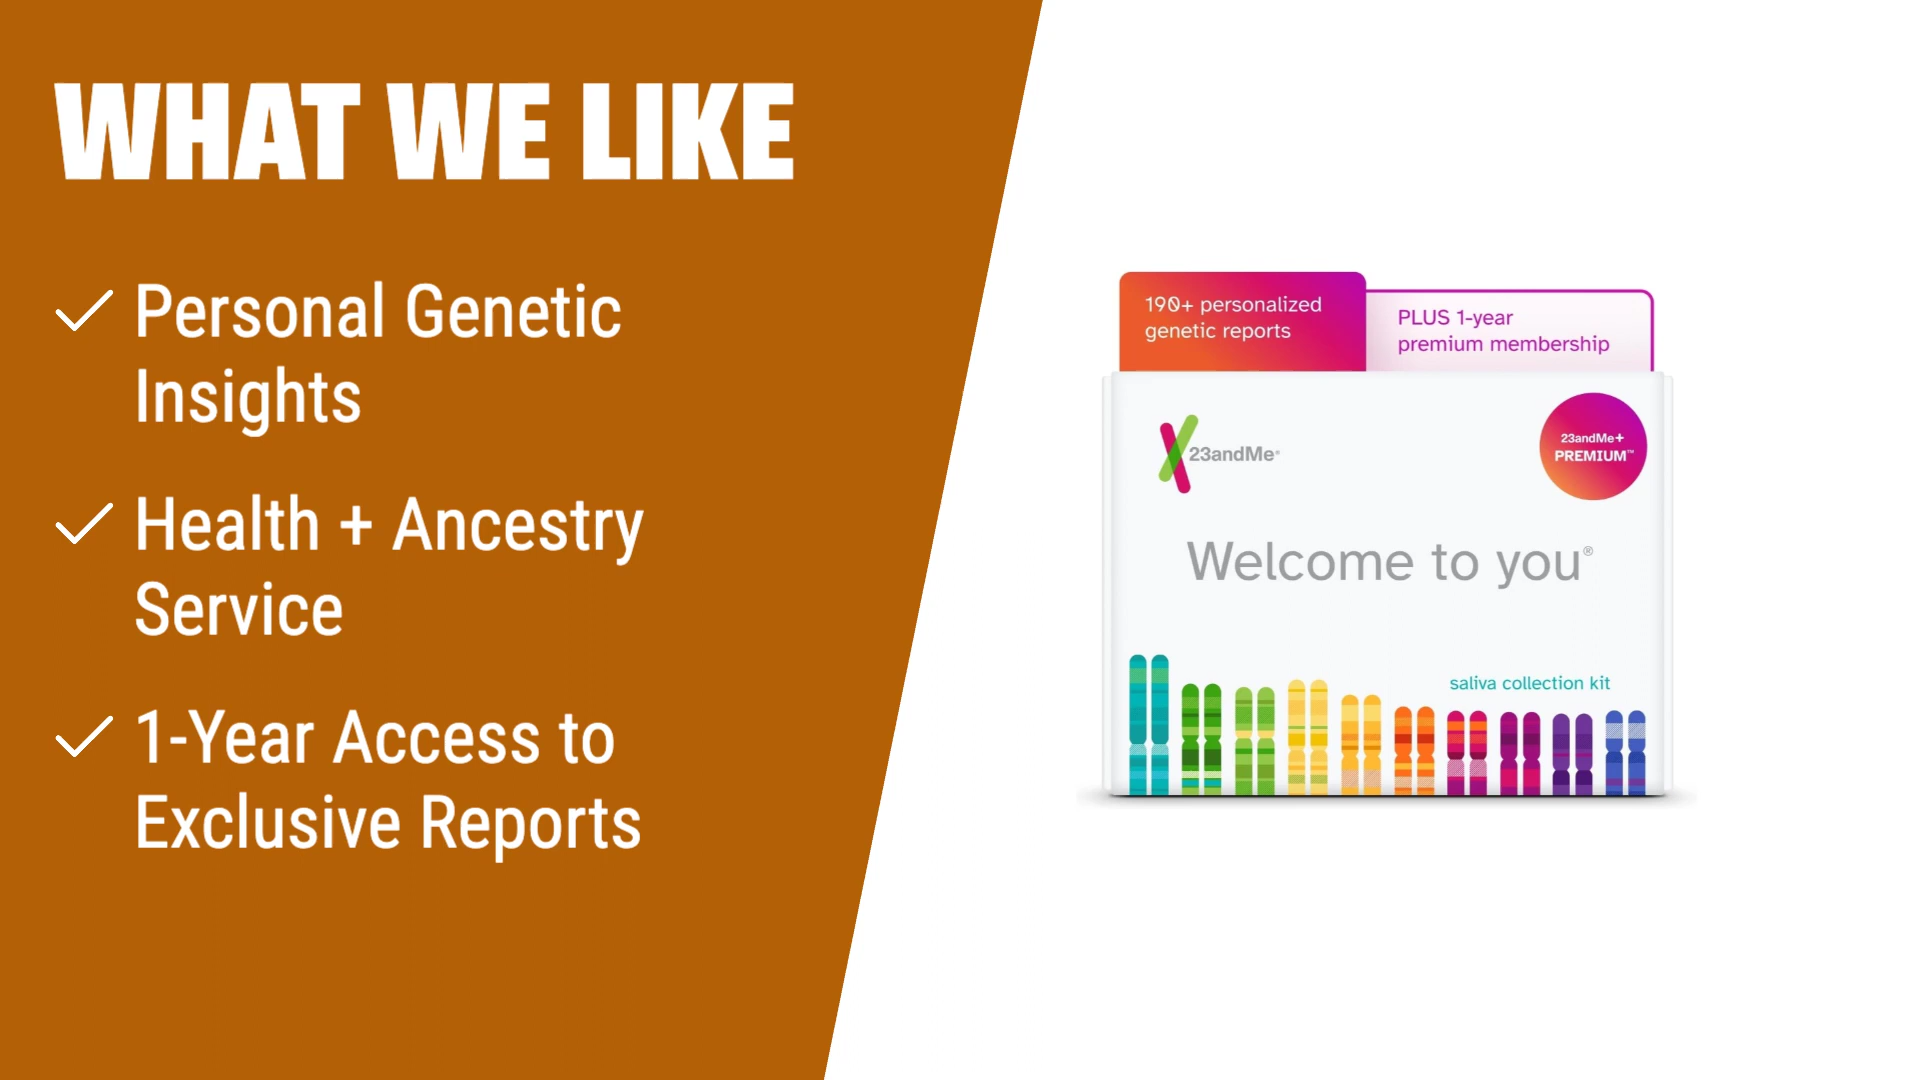 WHAT WE LIKE
Personal Genetic
Insights
Health + Ancestry
Service
1-Year Access to
Exclusive Reports
190+ personalized
genetic reports
PLUS 1-year
premium membership
23andMe®
23andMe+
PREMIUM™
Welcome to you®
saliva collection kit